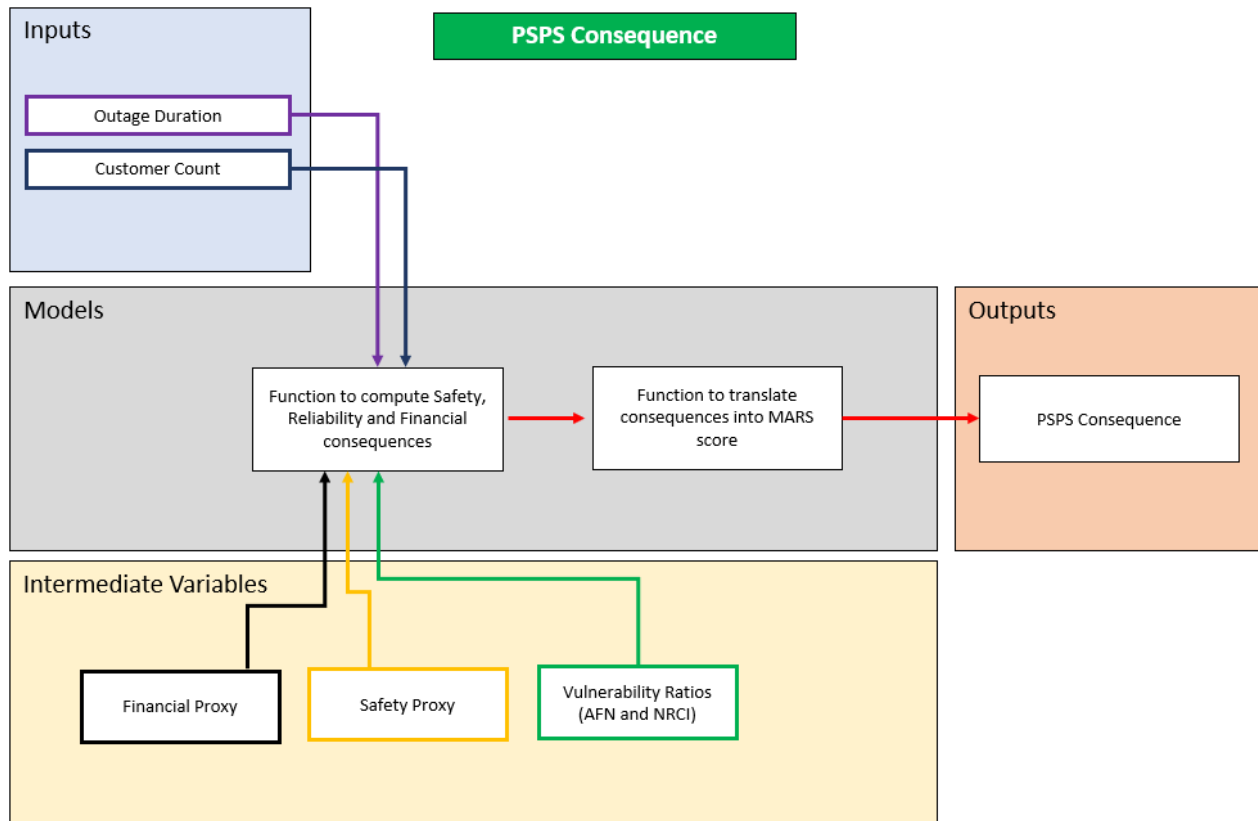 Inputs
PSPS Consequence
Outage Duration
Customer Count
Models
Outputs
Function to compute Safety,
Reliability and Financial
consequences
Function to translate
consequences into MARS
score
PSPS Consequence
Intermediate Variables
Financial Proxy
Safety Proxy
Vulnerability Ratios
(AFN and NRCI)